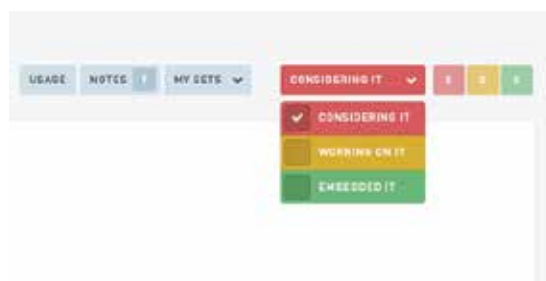 USAGE NOTES MY SETS CONSIDERING IT
CONSIDERING IT
WORKING ON IT
EMBEDDED IT